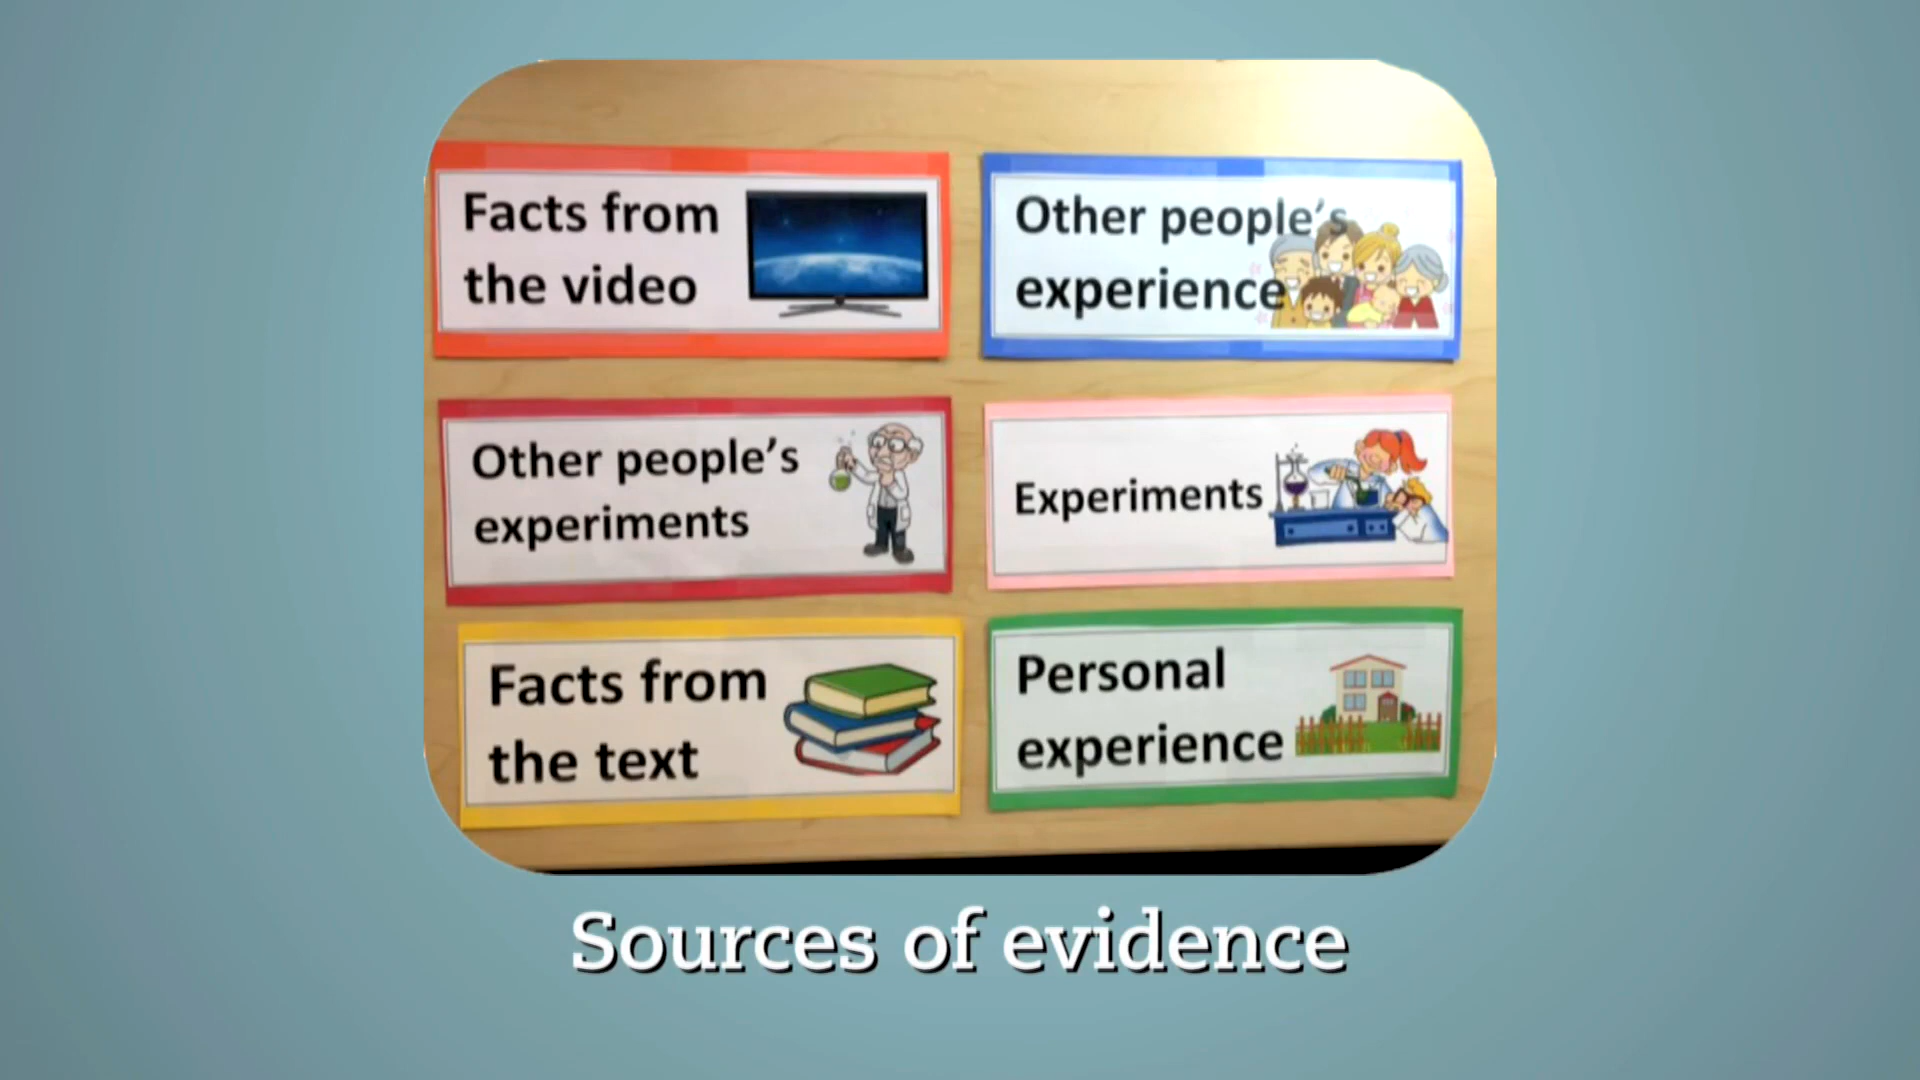 Facts from
the video
Other people's
experience
Other people's
experiments
Experiments
Facts from
the text
Personal
experience
Sources of evidence